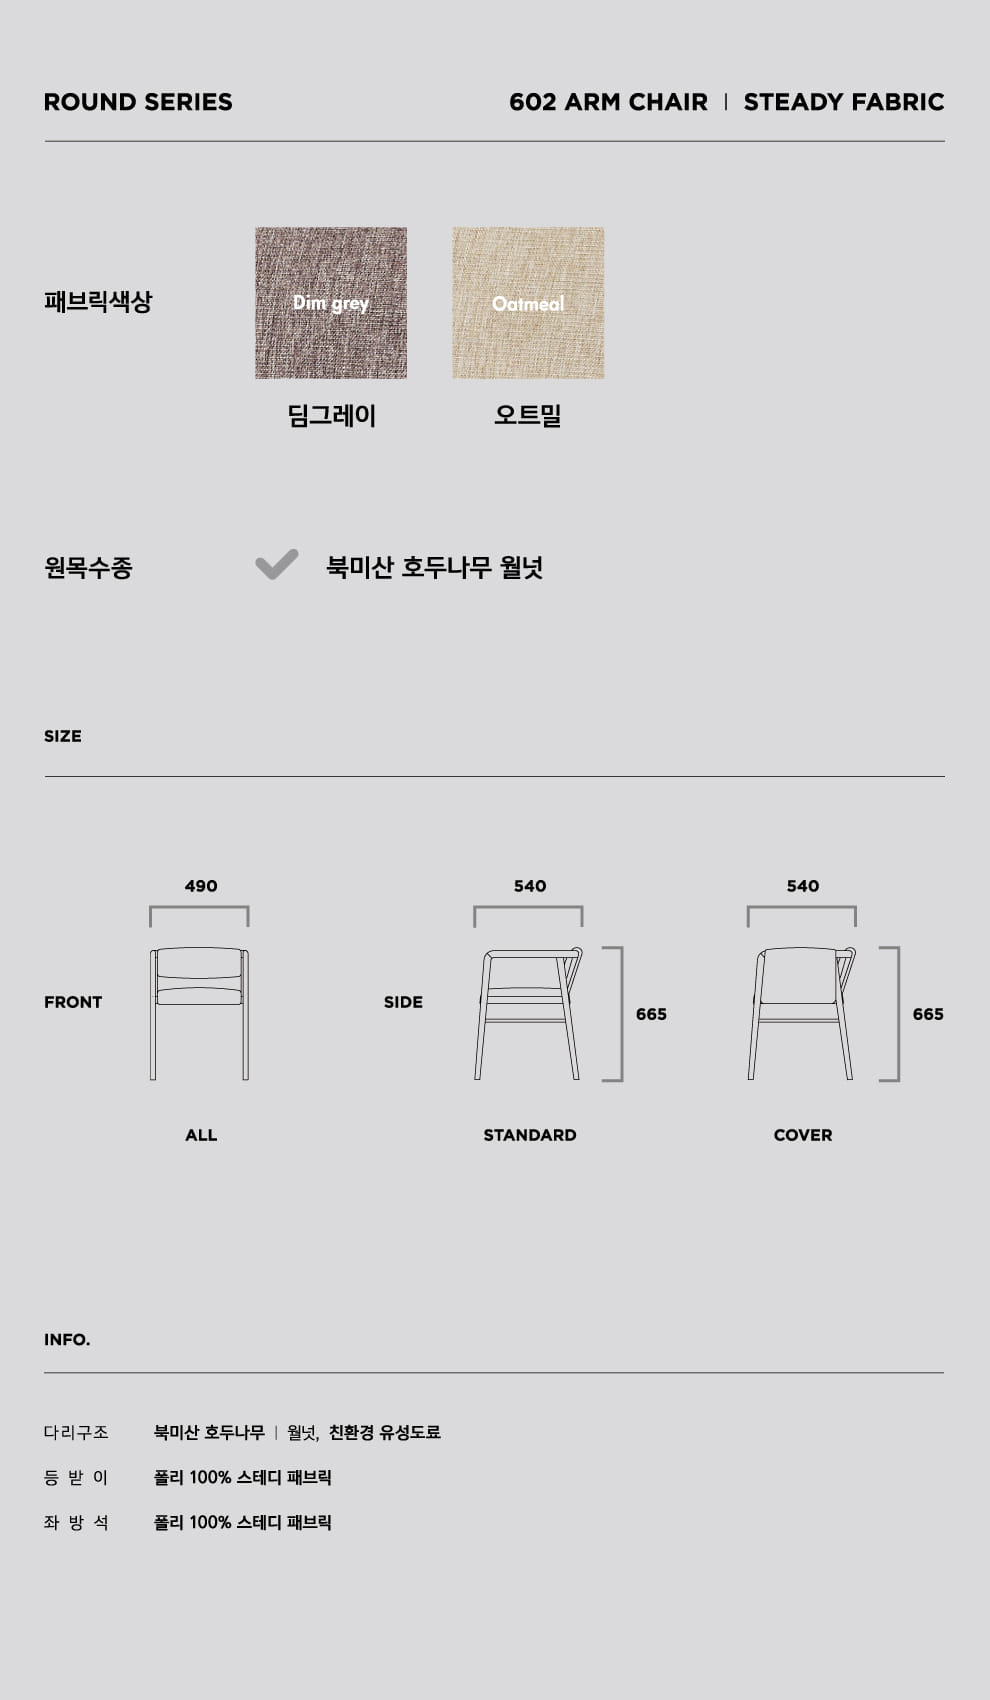 ROUND SERIES
602 ARM CHAIR | STEADY FABRIC
패브릭색상
Dim grey
Oatmeal
딤그레이
오트밀
원목수종
북미산 호두나무 월넛
SIZE
490
540
540
FRONT
SIDE
665
665
ALL
STANDARD
COVER
INFO.
다리구조 북미산 호두나무 | 월넛, 친환경 유성도료
등 받 이 폴리 100% 스테디 패브릭
좌 방 석 폴리 100% 스테디 패브릭